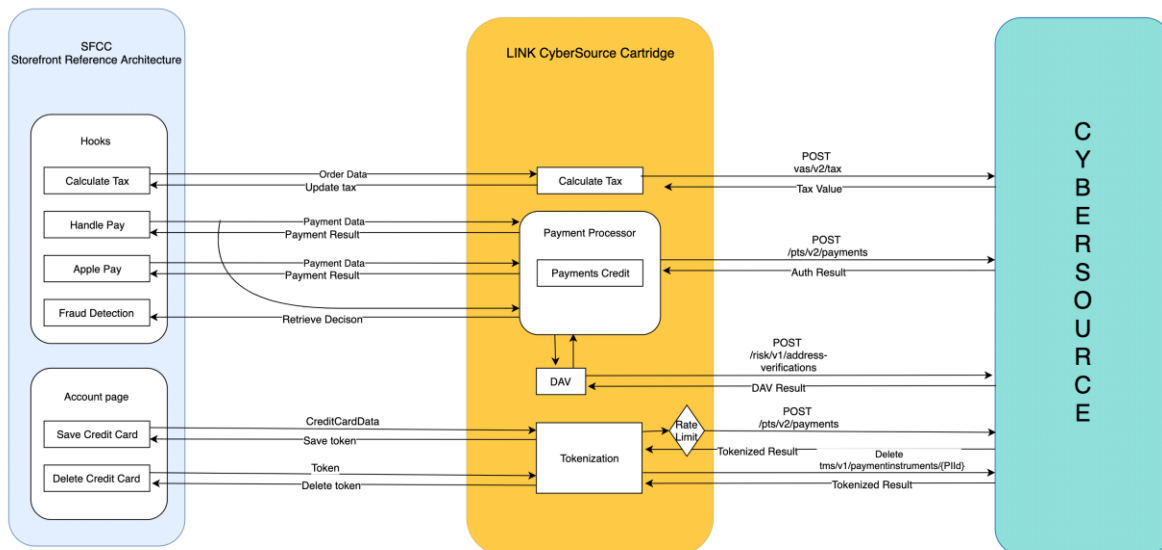 SFCC
Storefront Reference Architecture
LINK CyberSource Cartridge
CYBERSOURCE
Hooks
Calculate Tax
Order Data
Update tax
Calculate Tax
POST
vas/v2/tax
Tax Value
Handle Pay
Payment Data
Payment Result
Payment Processor
Payments Credit
POST
/pts/v2/payments
Auth Result
Apple Pay
Payment Data
Payment Result
Fraud Detection
Retrieve Decison
DAV
POST
/risk/v1/address-
verifications
DAV Result
Account page
Save Credit Card
CreditCardData
Save token
Tokenization
Rate
Limit
POST
/pts/v2/payments
Tokenized Result
Delete Credit Card
Token
Delete token
Delete
tms/v1/paymentinstruments/{PIId}
Tokenized Result